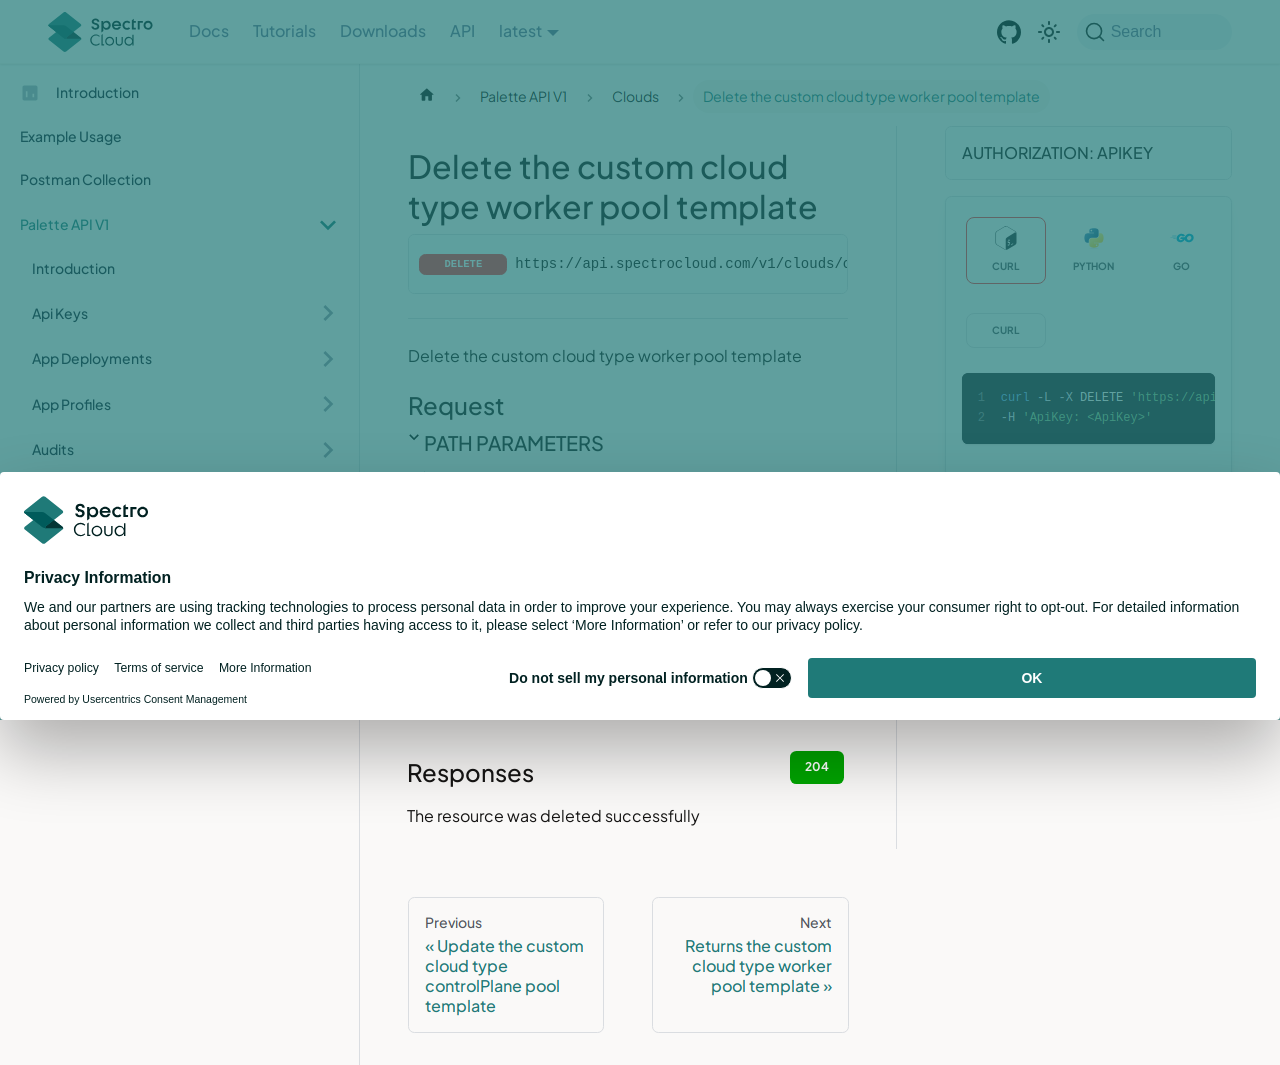 Spectro Cloud
Docs
Tutorials
Downloads
API
latest
Search
Introduction
Example Usage
Postman Collection
Palette API V1
Introduction
Api Keys
App Deployments
App Profiles
Audits
Palette API V1
Clouds
Delete the custom cloud type worker pool template
Delete the custom cloud
type worker pool template
DELETE https://api.spectrocloud.com/v1/clouds/
Delete the custom cloud type worker pool template
Request
PATH PARAMETERS
AUTHORIZATION: APIKEY
CURL
PYTHON
GO
CURL
1 curl -L -X DELETE 'https://api
2 -H 'ApiKey: <ApiKey>'
Spectro
Cloud
Privacy Information
We and our partners are using tracking technologies to process personal data in order to improve your experience. You may always exercise your consumer right to opt-out. For detailed information
about personal information we collect and third parties having access to it, please select ‘More Information’ or refer to our privacy policy.
Privacy policy
Terms of service
More Information
Do not sell my personal information
OK
Powered by Usercentrics Consent Management
Responses
204
The resource was deleted successfully
Previous
« Update the custom
cloud type
controlPlane pool
template
Next
Returns the custom
cloud type worker
pool template »